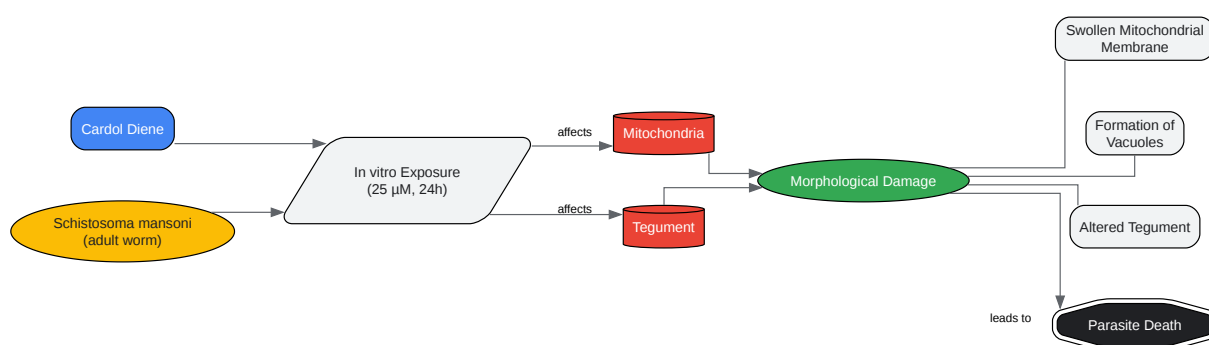 Swollen Mitochondrial
Membrane
Cardol Diene
affects
Mitochondria
Formation of
Vacuoles
In vitro Exposure
(25 µM, 24h)
Morphological Damage
Schistosoma mansoni
(adult worm)
affects
Tegument
Altered Tegument
leads to
Parasite Death